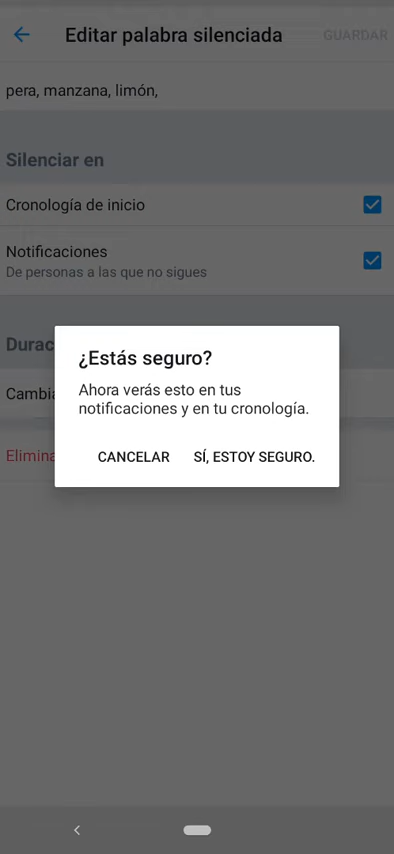 Editar palabra silenciada
GUARDAR
pera, manzana, limón,
Silenciar en
Cronología de inicio
Notificaciones
De personas a las que no sigues
¿Estás seguro?
Ahora verás esto en tus
notificaciones y en tu cronología.
CANCELAR
SÍ, ESTOY SEGURO.